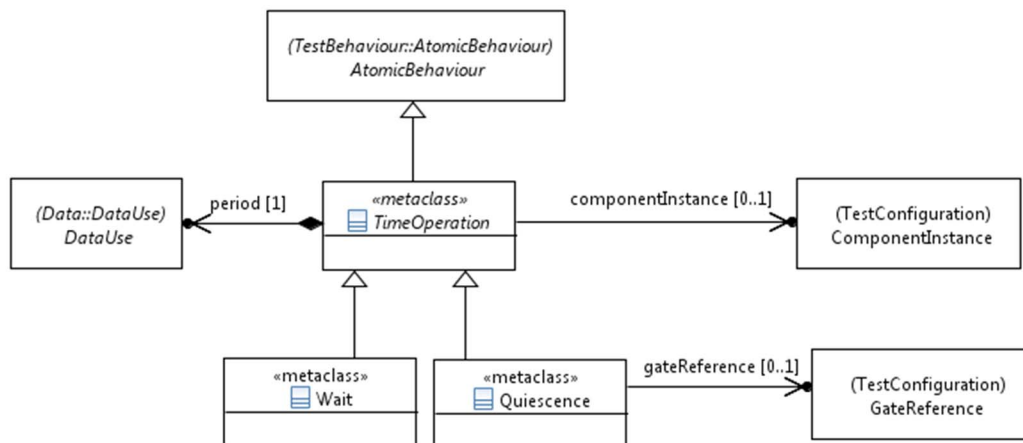 (TestBehaviour::AtomicBehaviour)
AtomicBehaviour
(Data::DataUse)
DataUse
period [1]
«metaclass»
TimeOperation
componentInstance [0..1]
(TestConfiguration)
ComponentInstance
«metaclass»
Wait
«metaclass»
Quiescence
gateReference [0..1]
(TestConfiguration)
GateReference